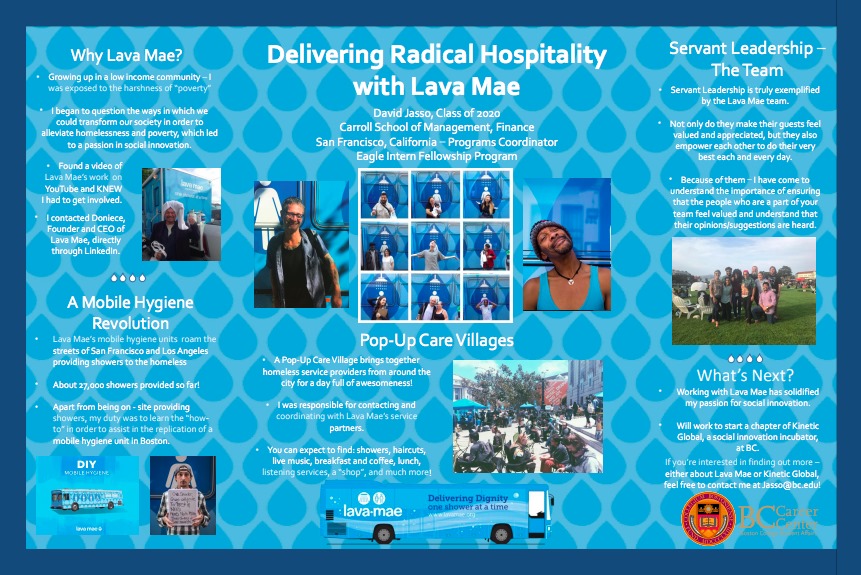 Delivering Radical Hospitality
with Lava Mae
David Jasso, Class of 2020
Carroll School of Management, Finance
San Francisco, California – Programs Coordinator
Eagle Intern Fellowship Program
Why Lava Mae?
• Growing up in a low income community – I
was exposed to the harshness of "poverty"
• I began to question the ways in which we
could transform our society in order to
alleviate homelessness and poverty, which led
to a passion in social innovation.
• Found a video of
Lava Mae's work on
YouTube and KNEW
I had to get involved.
• I contacted Doniece,
Founder and CEO of
Lava Mae, directly
through LinkedIn.
A Mobile Hygiene
Revolution
• Lava Mae's mobile hygiene units roam the
streets of San Francisco and Los Angeles
providing showers to the homeless
• About 27,000 showers provided so far!
• Apart from being on - site providing
showers, my duty was to learn the "how-
to" in order to assist in the replication of a
mobile hygiene unit in Boston.
DIY
MOBILE HYGIENE
lava mae
Pop-Up Care Villages
• A Pop-Up Care Village brings together
homeless service providers from around the
city for a day full of awesomeness!
• I was responsible for contacting and
coordinating with Lava Mae's service
partners.
• You can expect to find: showers, haircuts,
live music, breakfast and coffee, lunch,
listening services, a "shop", and much more!
lava-mae
Delivering Dignity
one shower at a time
Servant Leadership –
The Team
• Servant Leadership is truly exemplified
by the Lava Mae team.
• Not only do they make their guests feel
valued and appreciated, but they also
empower each other to do their very
best each and every day.
• Because of them – I have come to
understand the importance of ensuring
that the people who are a part of your
team feel valued and understand that
their opinions/suggestions are heard.
What's Next?
• Working with Lava Mae has solidified
my passion for social innovation.
• Will work to start a chapter of Kinetic
Global, a social innovation incubator,
at BC.
If you're interested in finding out more –
either about Lava Mae or Kinetic Global,
feel free to contact me at Jasso@bc.edu!
BC Career
Center